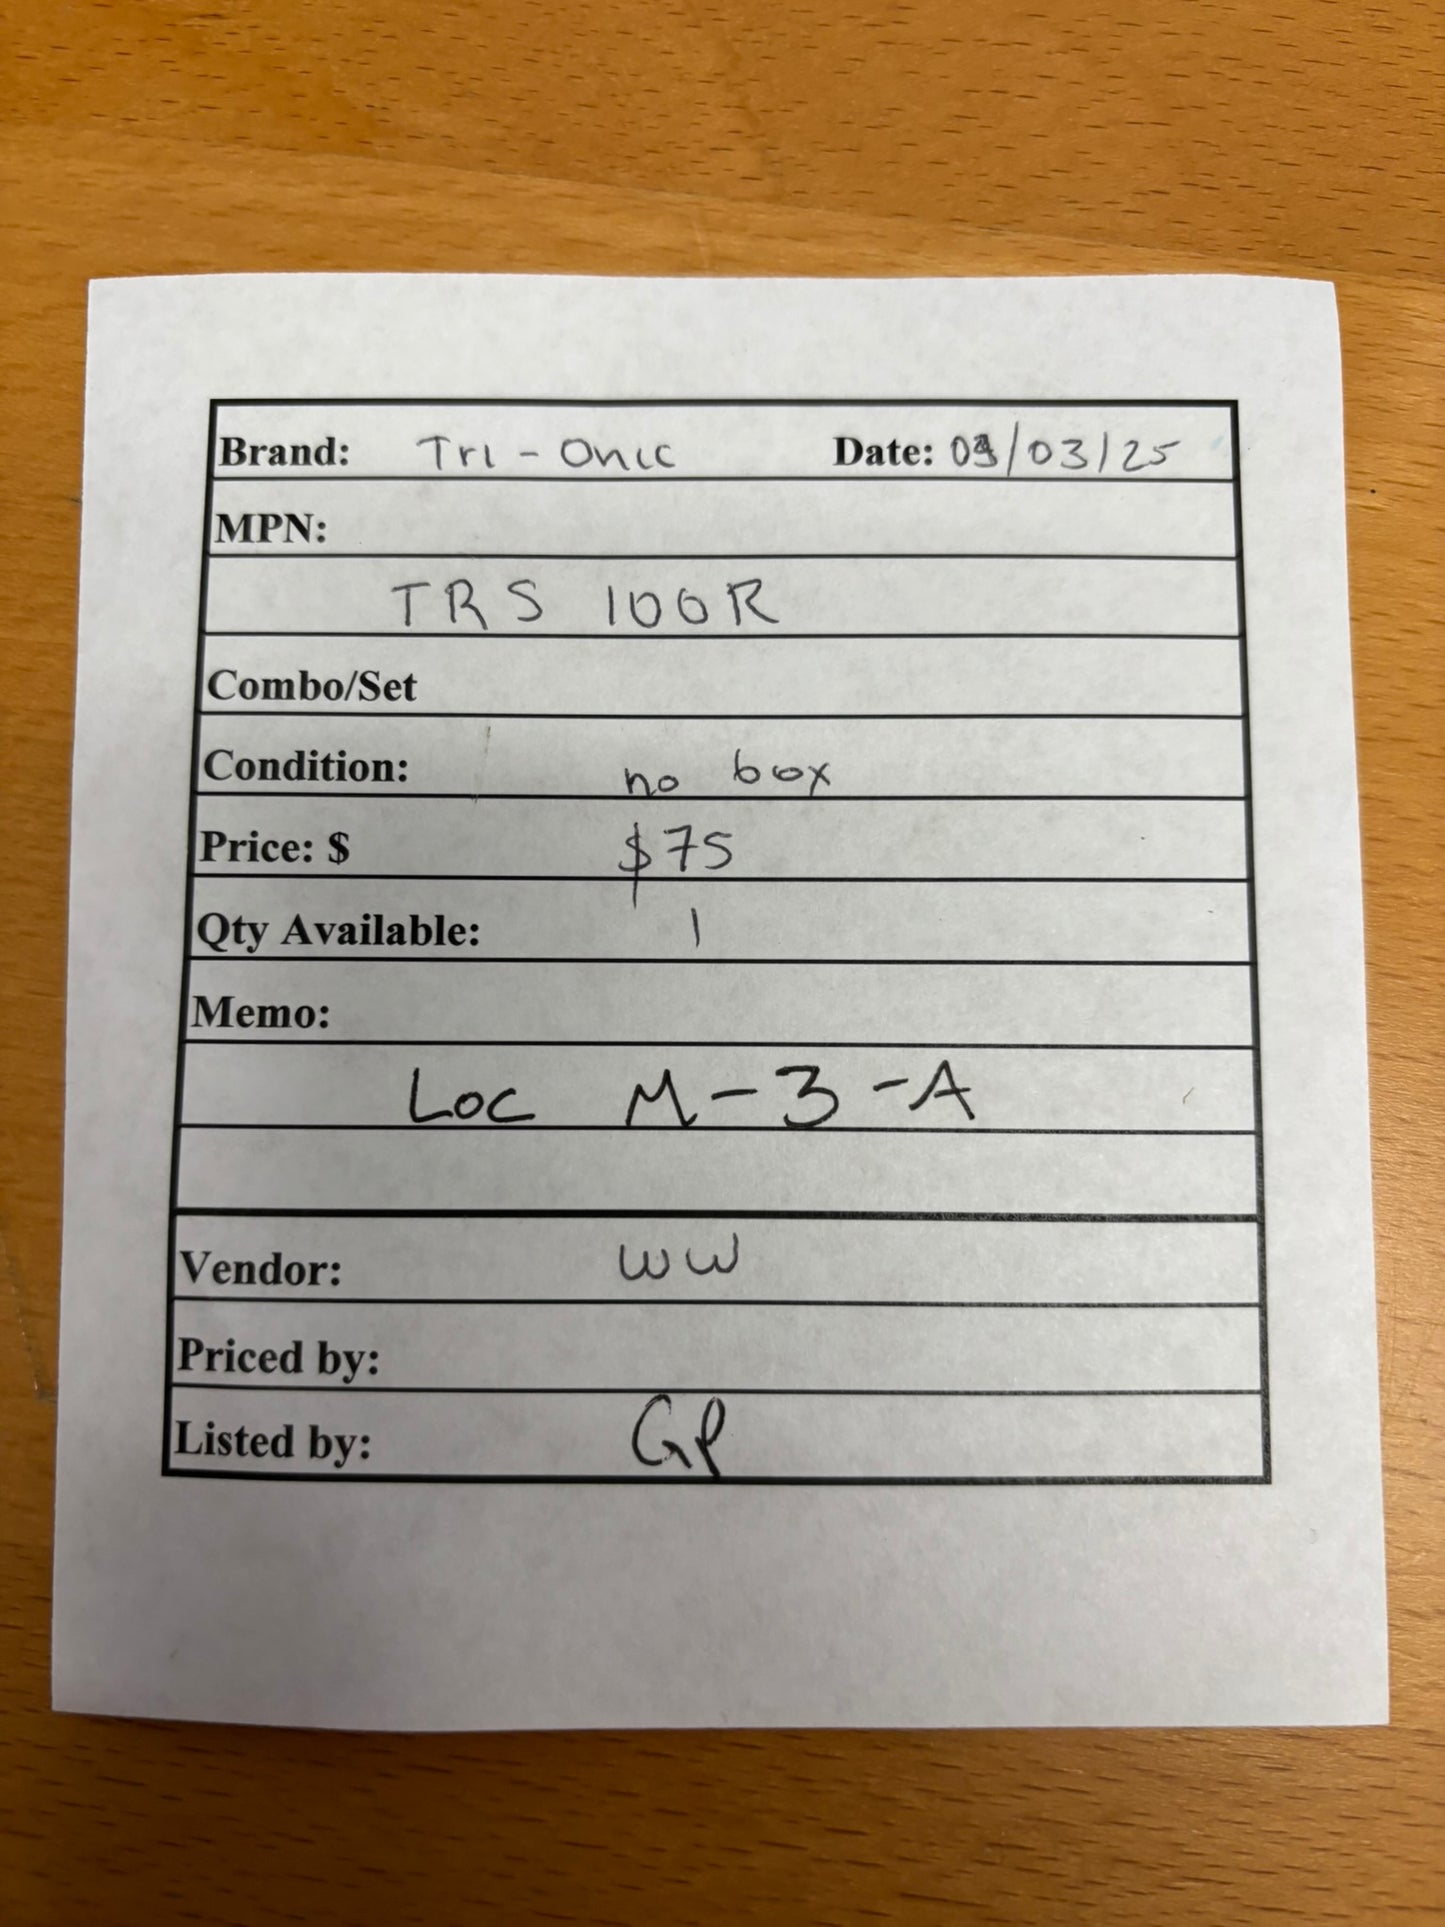 Brand: Tri-Onic Date: /03/25
MPN:
TRS 100R
Combo/Set
Condition: no box
Price: $ $75
Qty Available: 1
Memo:
Loc M-3-A
Vendor: WW
Priced by:
Listed by: GP